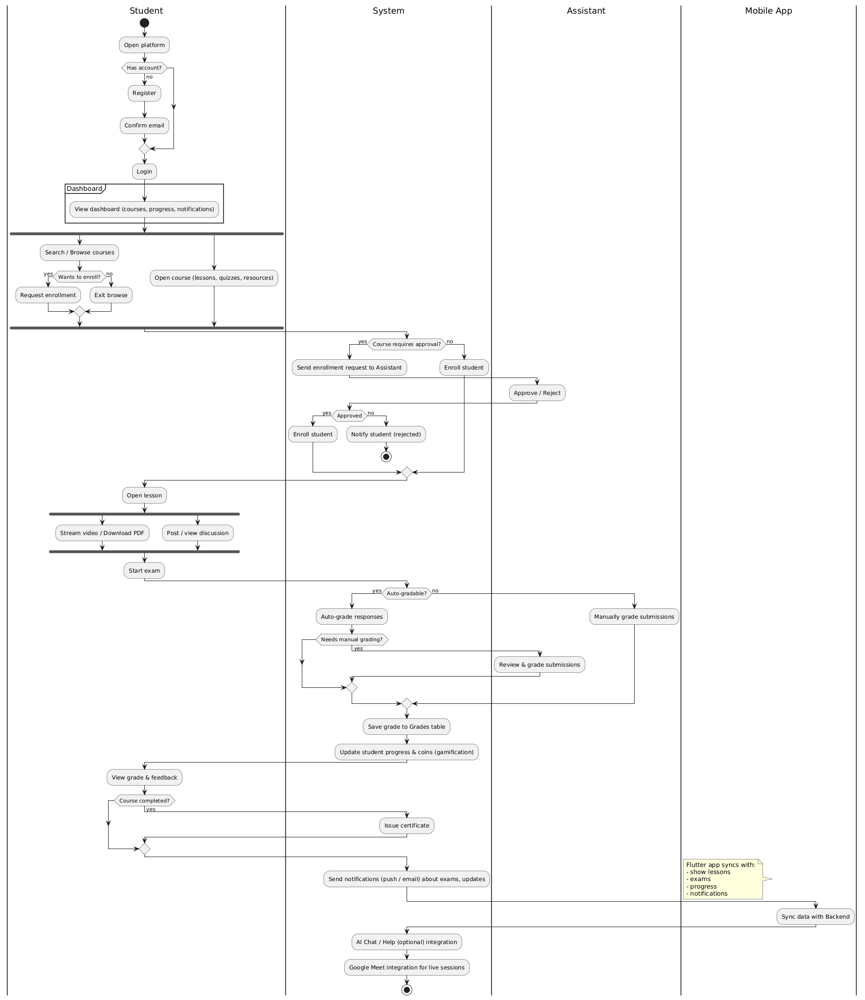 Student
System
Assistant
Mobile App
Open platform
Has account?
no
Register
Confirm email
Login
Dashboard
View dashboard (courses, progress, notifications)
Search / Browse courses
yes
Wants to enroll?
no
Open course (lessons, quizzes, resources)
Request enrollment
Exit browse
yes
Course requires approval?
no
Send enrollment request to Assistant
Enroll student
Approve / Reject
yes
Approved
no
Enroll student
Notify student (rejected)
Open lesson
Stream video / Download PDF
Post / view discussion
Start exam
yes
Auto-gradable?
no
Auto-grade responses
Manually grade submissions
Needs manual grading?
yes
Review & grade submissions
Save grade to Grades table
Update student progress & coins (gamification)
View grade & feedback
Course completed?
yes
Issue certificate
Send notifications (push / email) about exams, updates
Flutter app syncs with:
- show lessons
- exams
- progress
- notifications
Sync data with Backend
AI Chat / Help (optional) integration
Google Meet integration for live sessions